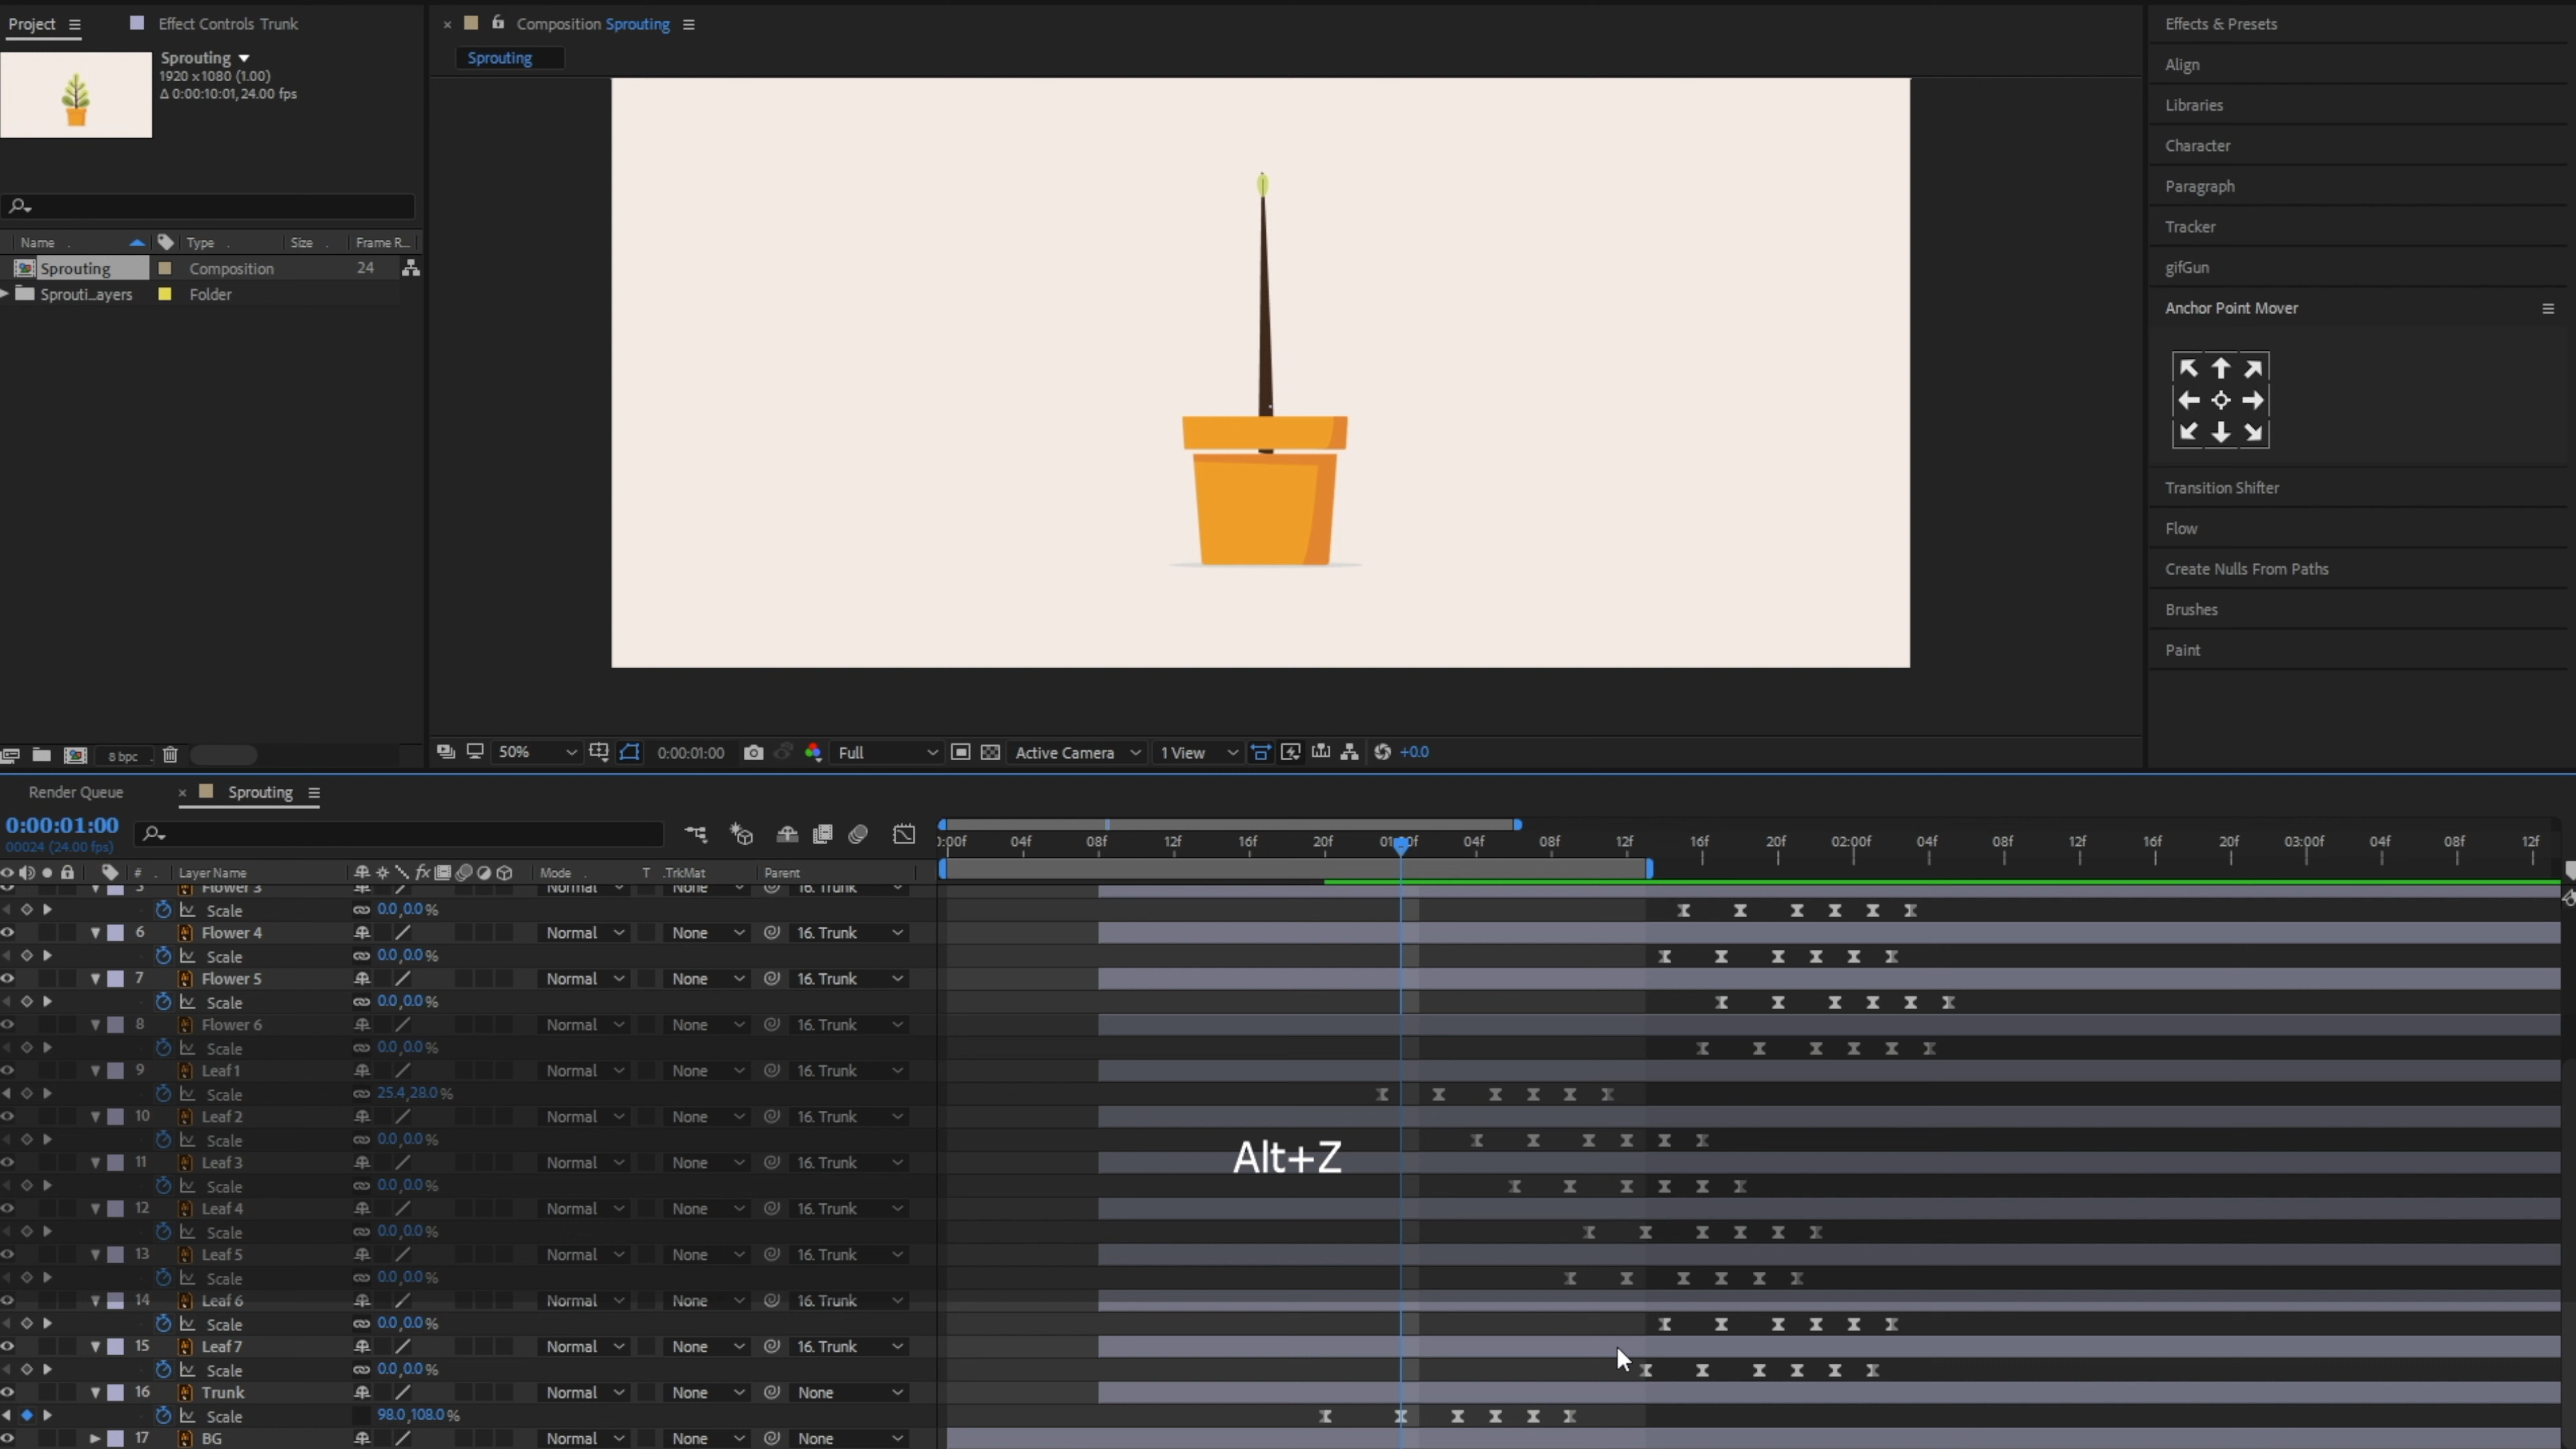 Project
Effect Controls Trunk
Composition Sprouting
Effects & Presets
Sprouting
1920 x1080 (1.00)
Δ 0:00:10:01, 24.00 fps
Sprouting
Align
Libraries
Character
Paragraph
Tracker
gifGun
Anchor Point Mover
Transition Shifter
Flow
Create Nulls From Paths
Brushes
Paint
Name Type Size Frame R...
Sprouting Composition 24
Sprouti...ayers Folder
8 bpc
50% 0:00:01:00 Full Active Camera 1 View +0.0
Render Queue Sprouting
0:00:01:00
00024 (24.00 fps)
:00f 04f 08f 12f 16f 20f 01:00f 04f 08f 12f 16f 20f 02:00f 04f 08f 12f 16f 20f 03:00f 04f 08f 12f
# Layer Name fx Mode T .TrkMat Parent
5 Flower 3 Normal None 16. Trunk
Scale 0.0,0.0%
6 Flower 4 Normal None 16. Trunk
Scale 0.0,0.0%
7 Flower 5 Normal None 16. Trunk
Scale 0.0,0.0%
8 Flower 6 Normal None 16. Trunk
Scale 0.0,0.0%
9 Leaf 1 Normal None 16. Trunk
Scale 25.4,28.0%
10 Leaf 2 Normal None 16. Trunk
Scale 0.0,0.0%
11 Leaf 3 Normal None 16. Trunk
Alt+Z
Scale 0.0,0.0%
12 Leaf 4 Normal None 16. Trunk
Scale 0.0,0.0%
13 Leaf 5 Normal None 16. Trunk
Scale 0.0,0.0%
14 Leaf 6 Normal None 16. Trunk
Scale 0.0,0.0%
15 Leaf 7 Normal None 16. Trunk
Scale 0.0,0.0%
16 Trunk Normal None None
Scale 98.0,108.0%
17 BG Normal None None